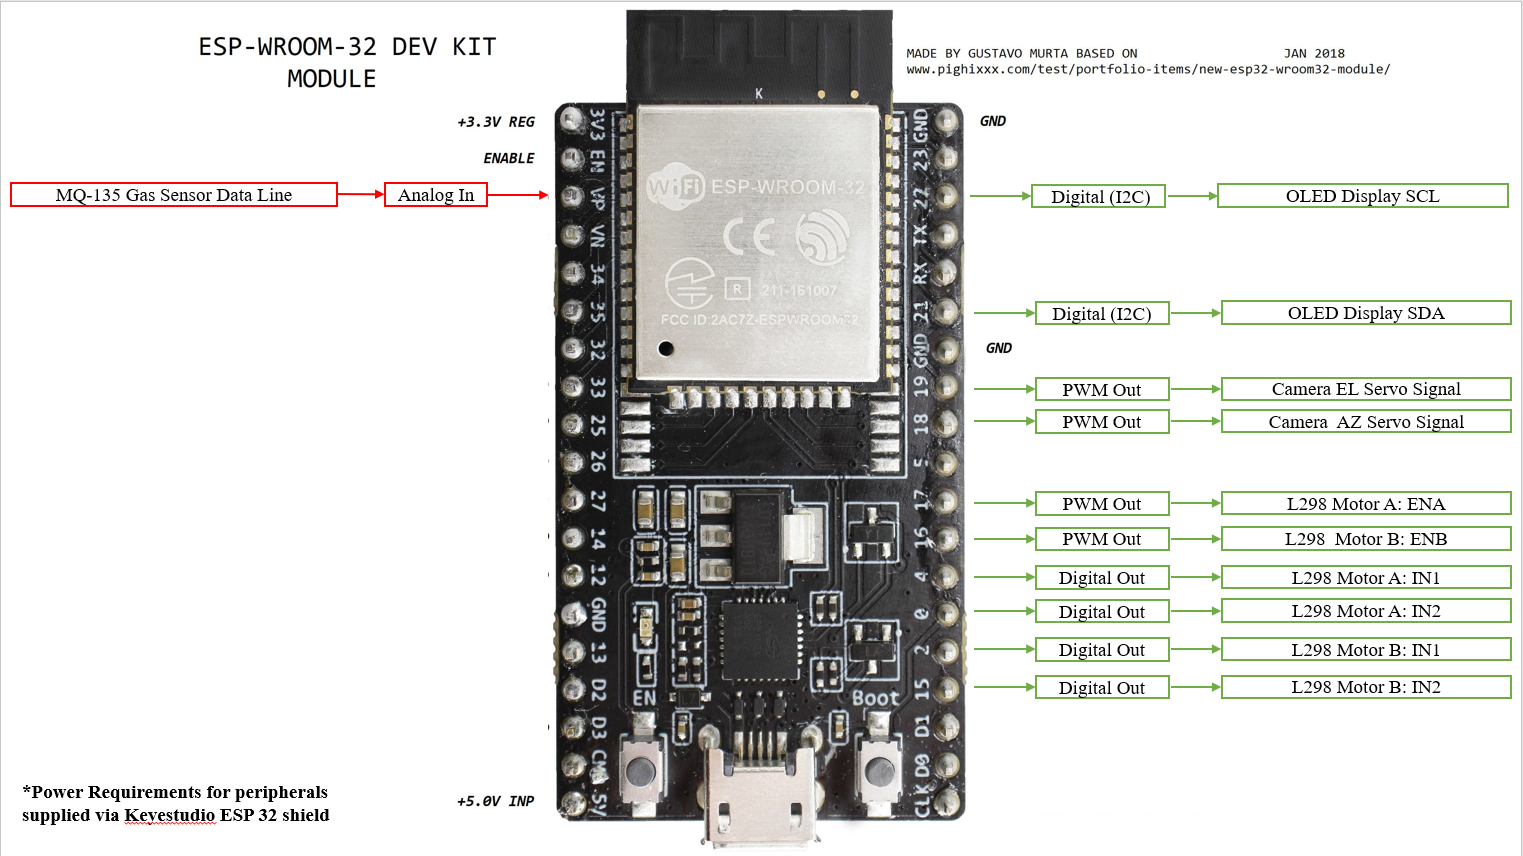 ESP-WROOM-32 DEV KIT
MODULE
MADE BY GUSTAVO MURTA BASED ON JAN 2018
www.pighixxx.com/test/portfolio-items/new-esp32-wroom32-module/
K
+3.3V REG
ENABLE
GND
MQ-135 Gas Sensor Data Line
Analog In
3V3
EN
VP
VN
34
35
32
33
25
26
27
14
12
GND
13
D2
D3
5V
WiFi ESP-WROOM-32
CE
R 211-161007
FCC ID:2AC7Z-ESPWROOM32
GND
23
22
TX
RX
21
GND
19
18
5
17
16
4
0
2
15
D1
D0
CLK
EN
Boot
Digital (I2C) OLED Display SCL
Digital (I2C) OLED Display SDA
GND
PWM Out Camera EL Servo Signal
PWM Out Camera AZ Servo Signal
PWM Out L298 Motor A: ENA
PWM Out L298 Motor B: ENB
Digital Out L298 Motor A: IN1
Digital Out L298 Motor A: IN2
Digital Out L298 Motor B: IN1
Digital Out L298 Motor B: IN2
*Power Requirements for peripherals
supplied via Keyestudio ESP 32 shield
+5.0V INP